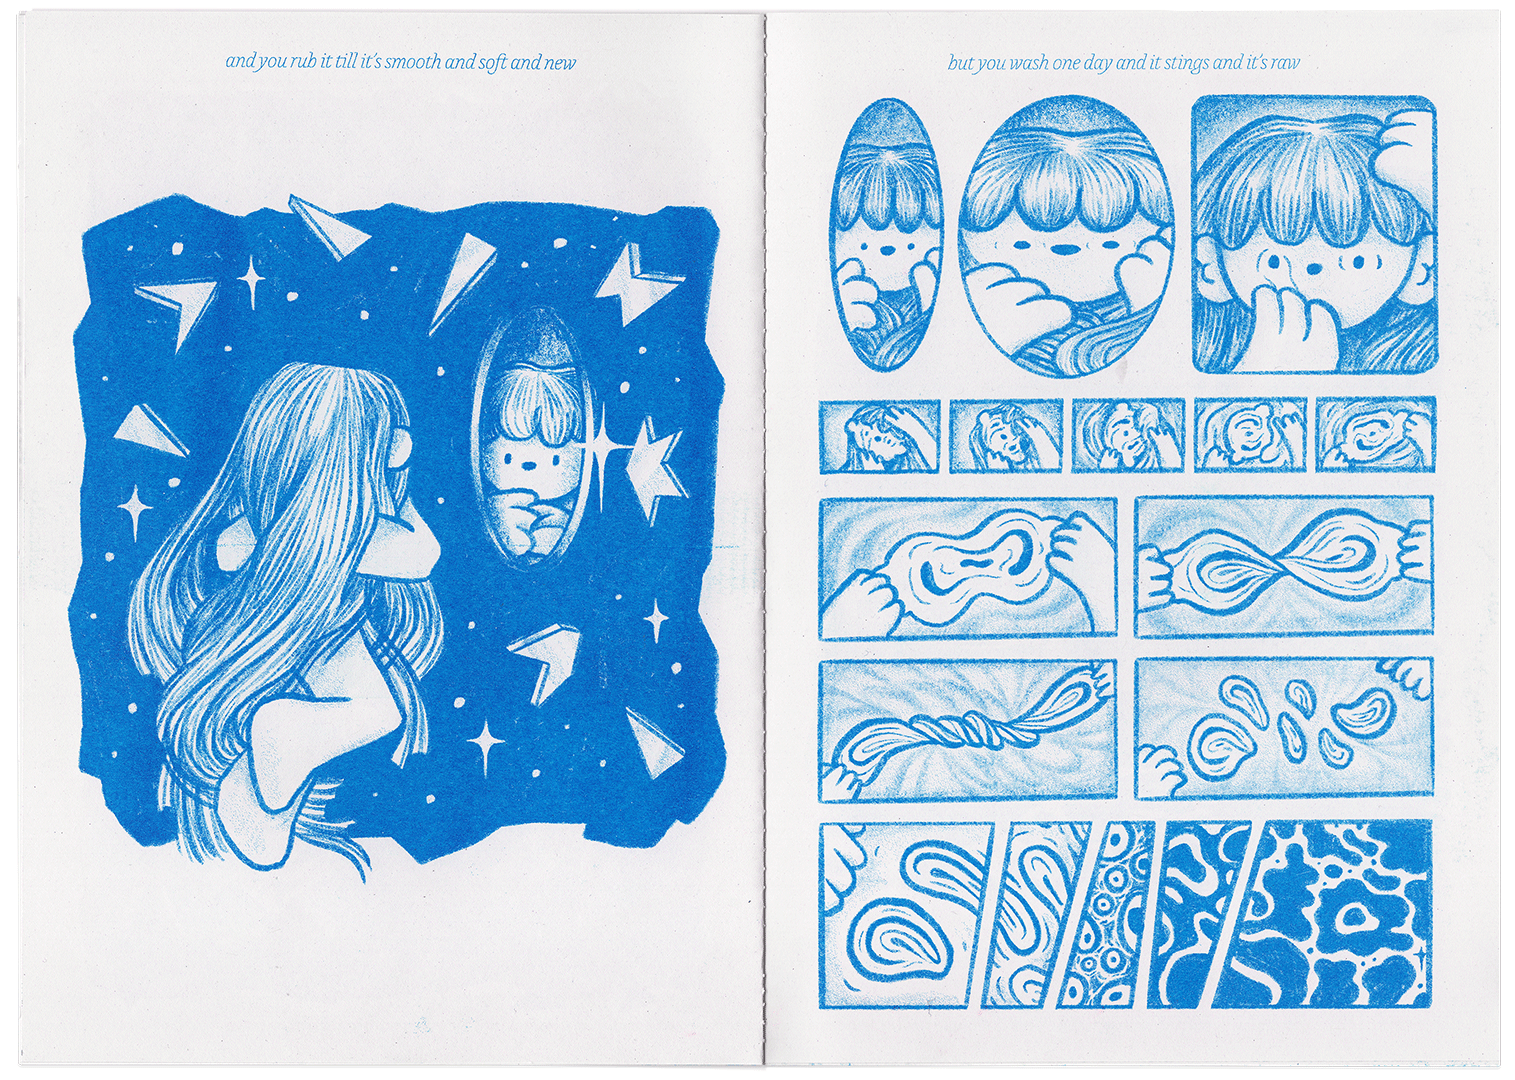 and you rub it till it's smooth and soft and new
but you wash one day and it stings and it's raw